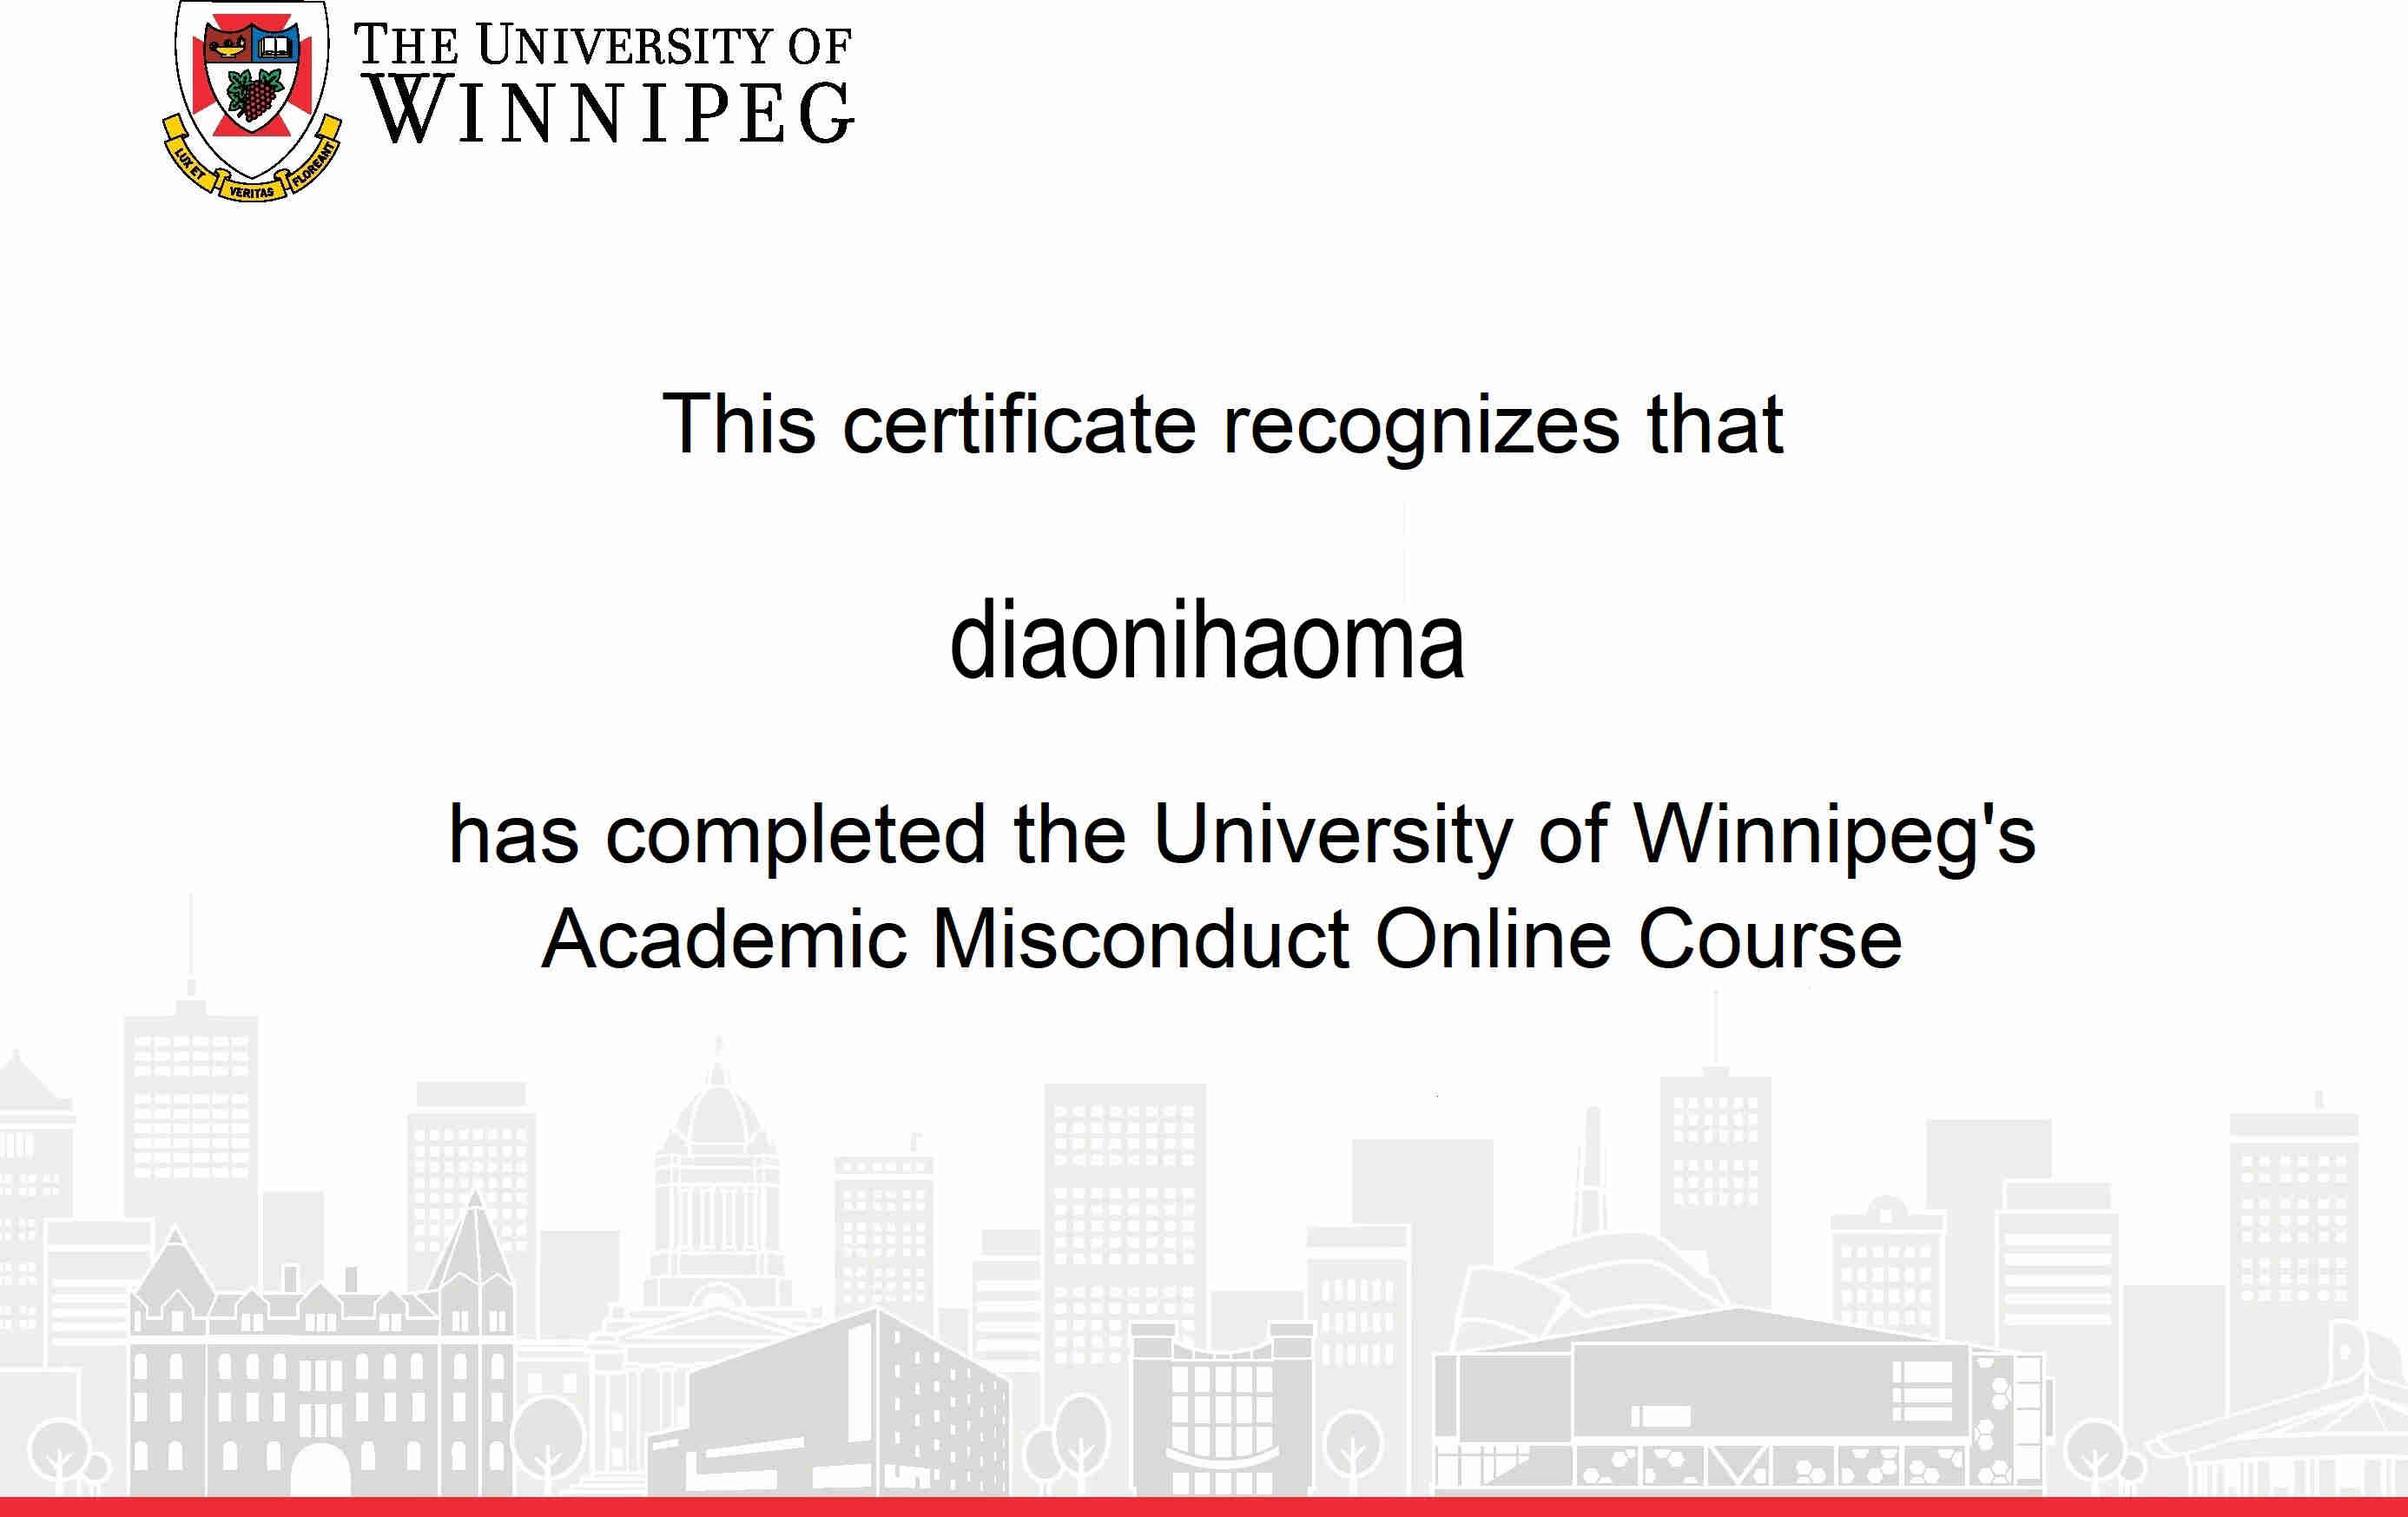 THE UNIVERSITY OF
WINNIPEG
LUX ET VERITAS FLOREANT
This certificate recognizes that
diaonihaoma
has completed the University of Winnipeg's
Academic Misconduct Online Course